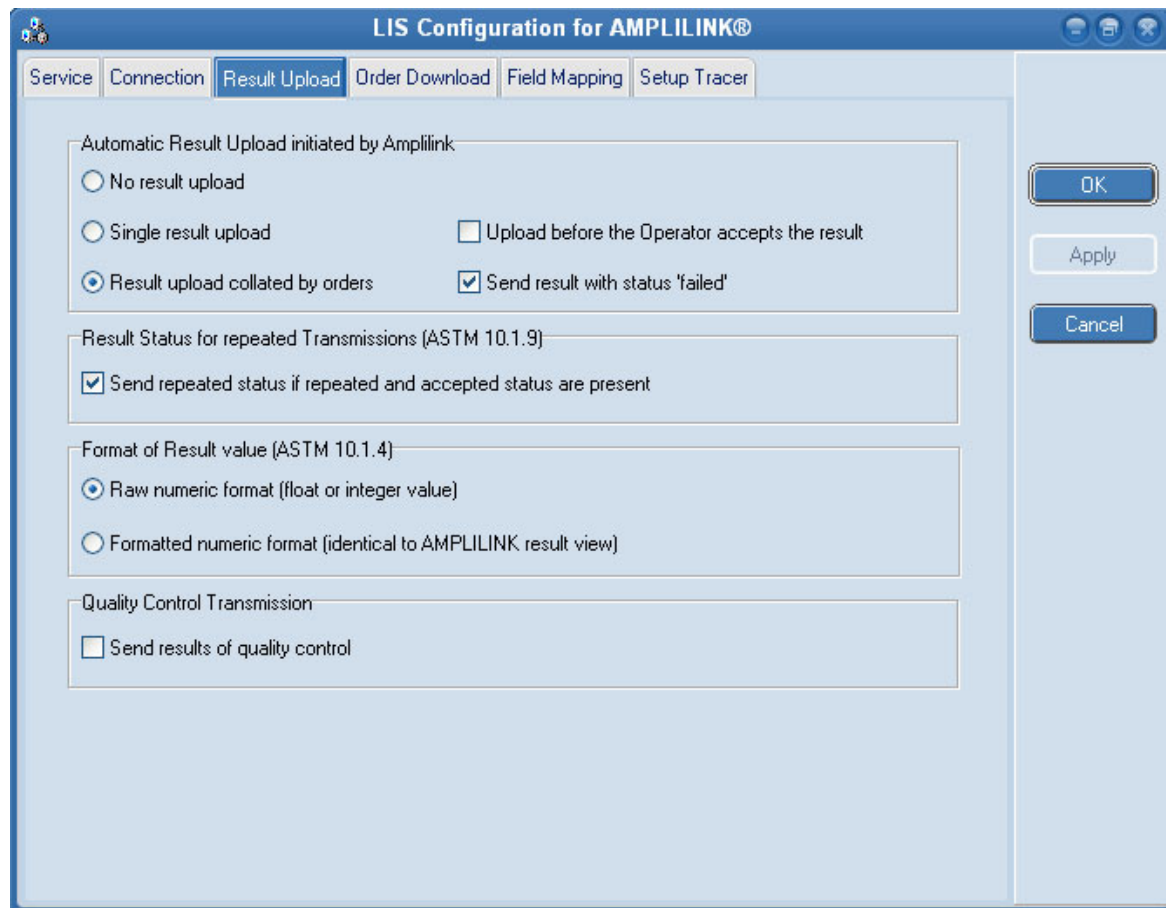 LIS Configuration for AMPLILINK®
Service Connection Result Upload Order Download Field Mapping Setup Tracer
Automatic Result Upload initiated by Amplilink
No result upload
Single result upload
Upload before the Operator accepts the result
Result upload collated by orders
Send result with status 'failed'
Result Status for repeated Transmissions (ASTM 10.1.9)
Send repeated status if repeated and accepted status are present
Format of Result value (ASTM 10.1.4)
Raw numeric format (float or integer value)
Formatted numeric format (identical to AMPLILINK result view)
Quality Control Transmission
Send results of quality control
OK
Apply
Cancel